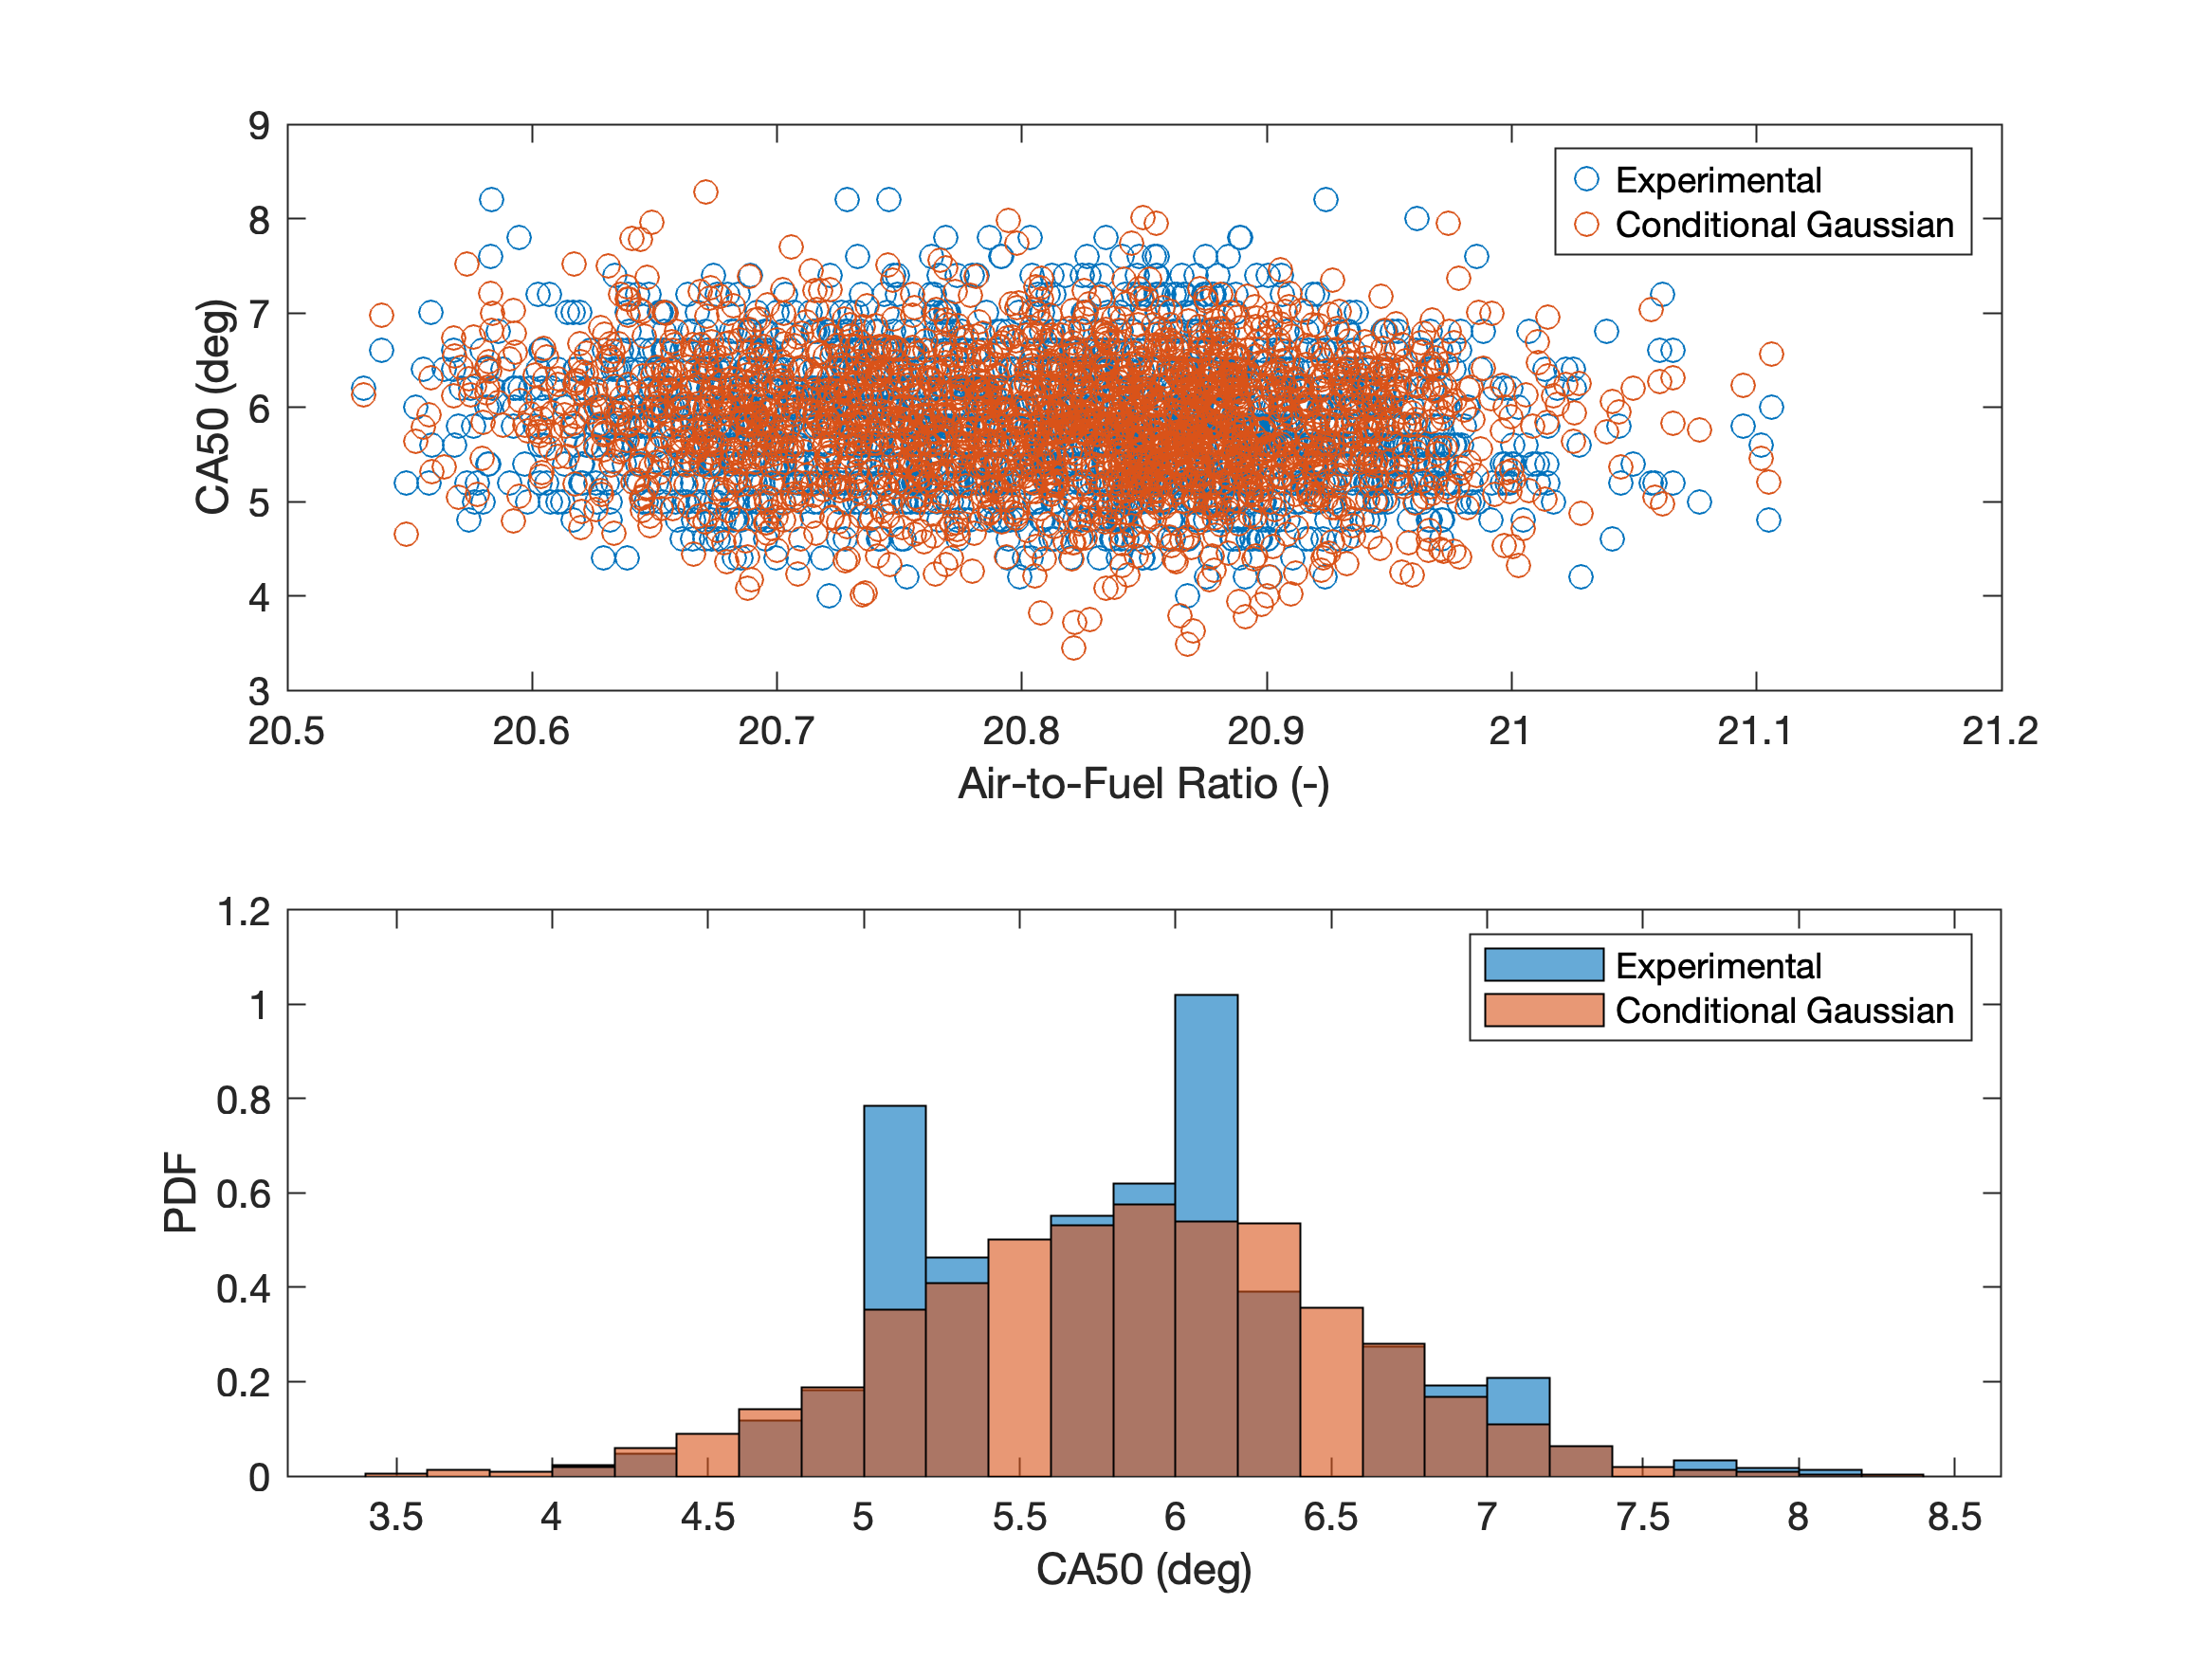 9
8
7
6
5
4
3
CA50 (deg)
Experimental
Conditional Gaussian
20.5 20.6 20.7 20.8 20.9 21 21.1 21.2
Air-to-Fuel Ratio (-)
1.2
1
0.8
0.6
0.4
0.2
0
PDF
Experimental
Conditional Gaussian
3.5 4 4.5 5 5.5 6 6.5 7 7.5 8 8.5
CA50 (deg)